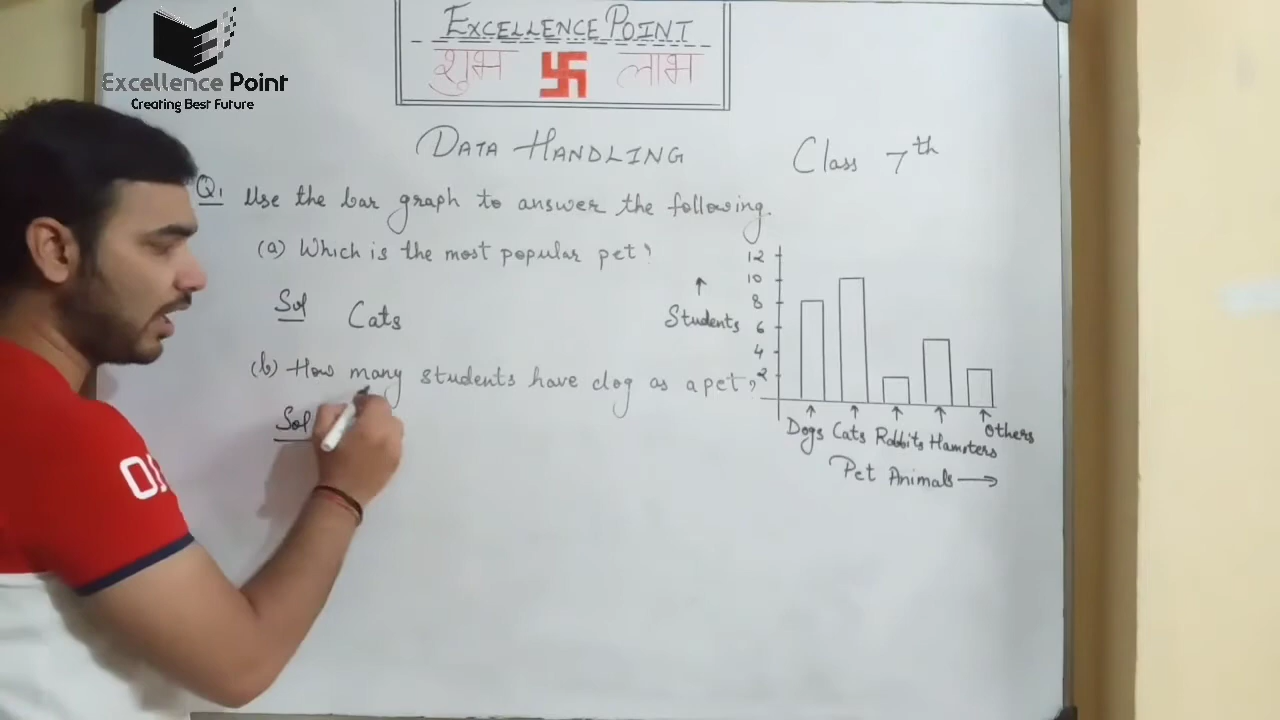 Excellence Point
Creating Best Future
EXCELLENCE POINT
शुभ लाभ
DATA HANDLING
Class 7th
Q1 Use the bar graph to answer the following.
(a) Which is the most popular pet?
Sol Cats
(b) How many students have dog as a pet?
Sol
12
10
8
6
4
2
Students
Dogs Cats Rabbits Hamsters Others
Pet Animals